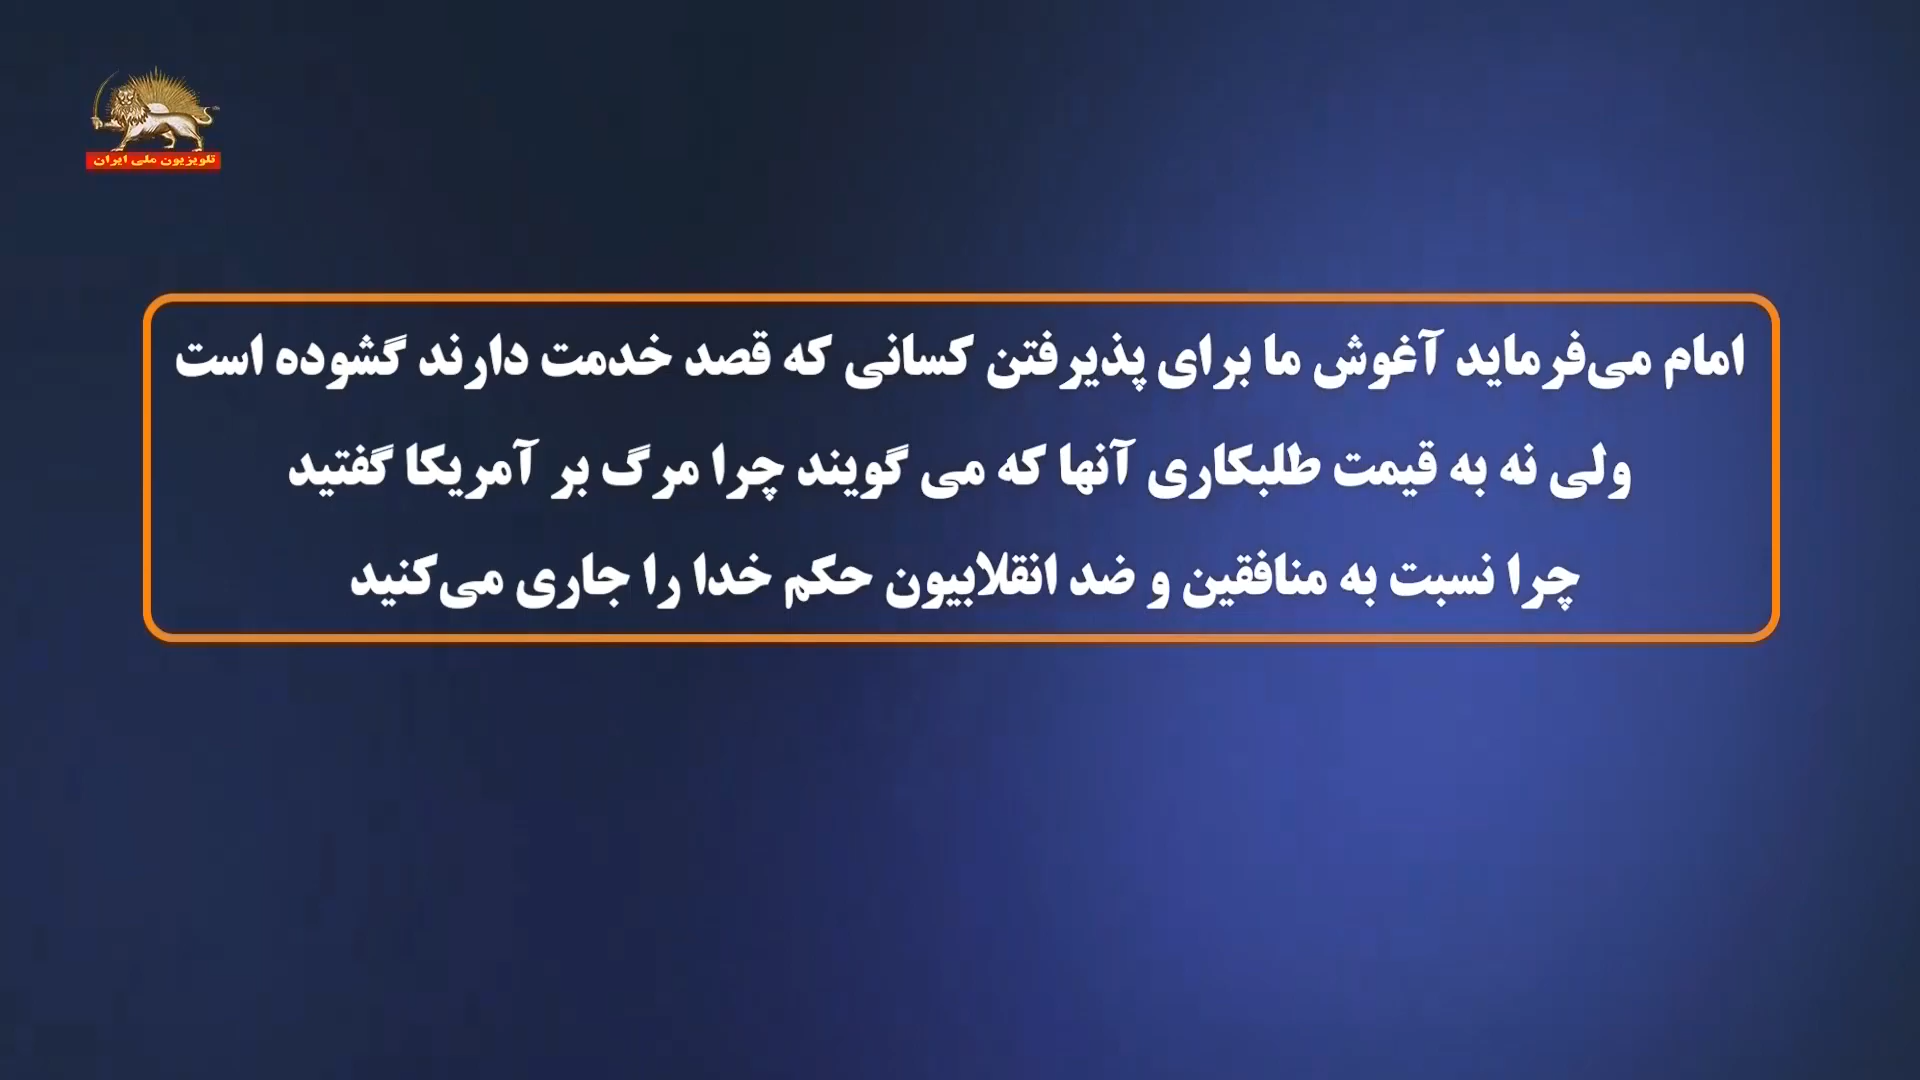 تلویزیون ملی ایران
امام می‌فرماید آغوش ما برای پذیرفتن کسانی که قصد خدمت دارند گشوده است
ولی نه به قیمت طلبکاری آنها که می گویند چرا مرگ بر آمریکا گفتید
چرا نسبت به منافقین و ضد انقلابیون حکم خدا را جاری می‌کنید